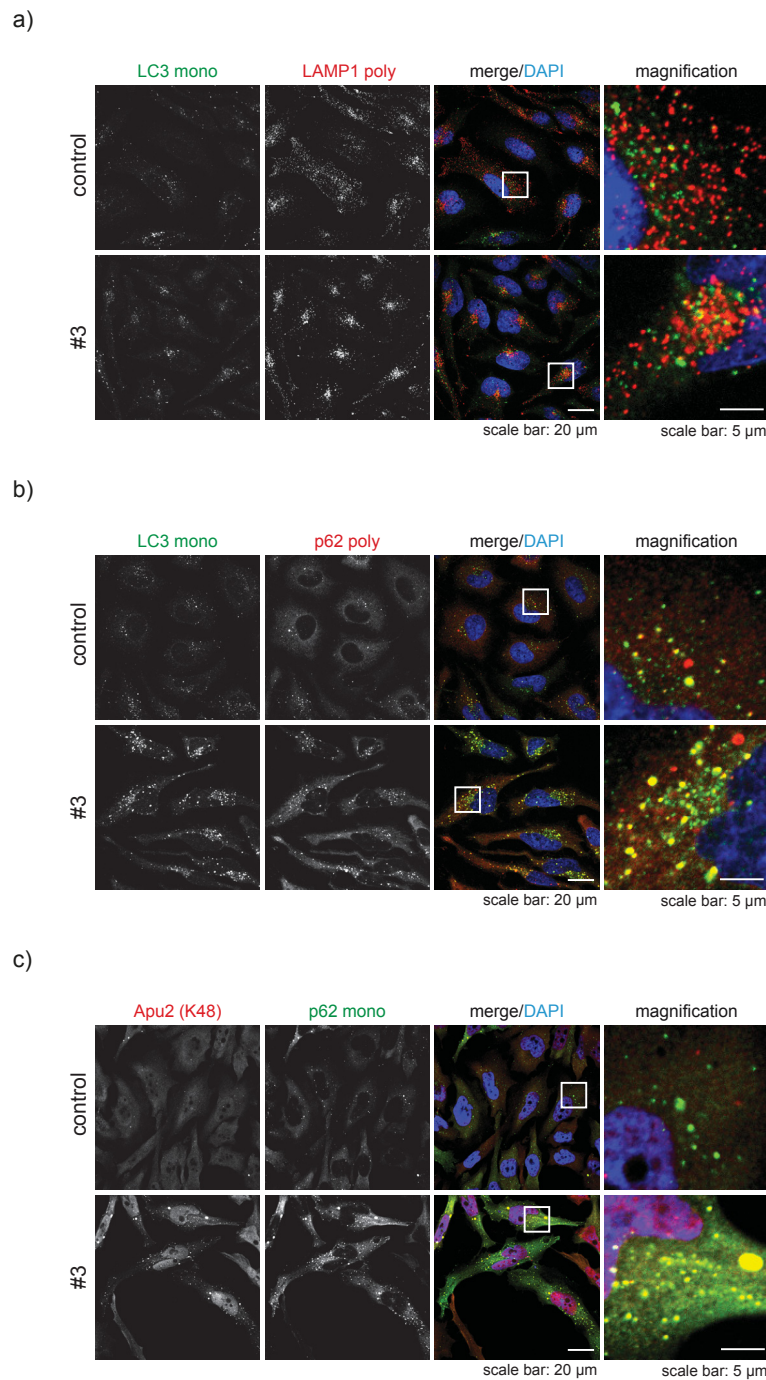 a)
LC3 mono LAMP1 poly merge/DAPI magnification
control
#3
scale bar: 20 µm scale bar: 5 µm
b)
LC3 mono p62 poly merge/DAPI magnification
control
#3
scale bar: 20 µm scale bar: 5 µm
c)
Apu2 (K48) p62 mono merge/DAPI magnification
control
#3
scale bar: 20 µm scale bar: 5 µm